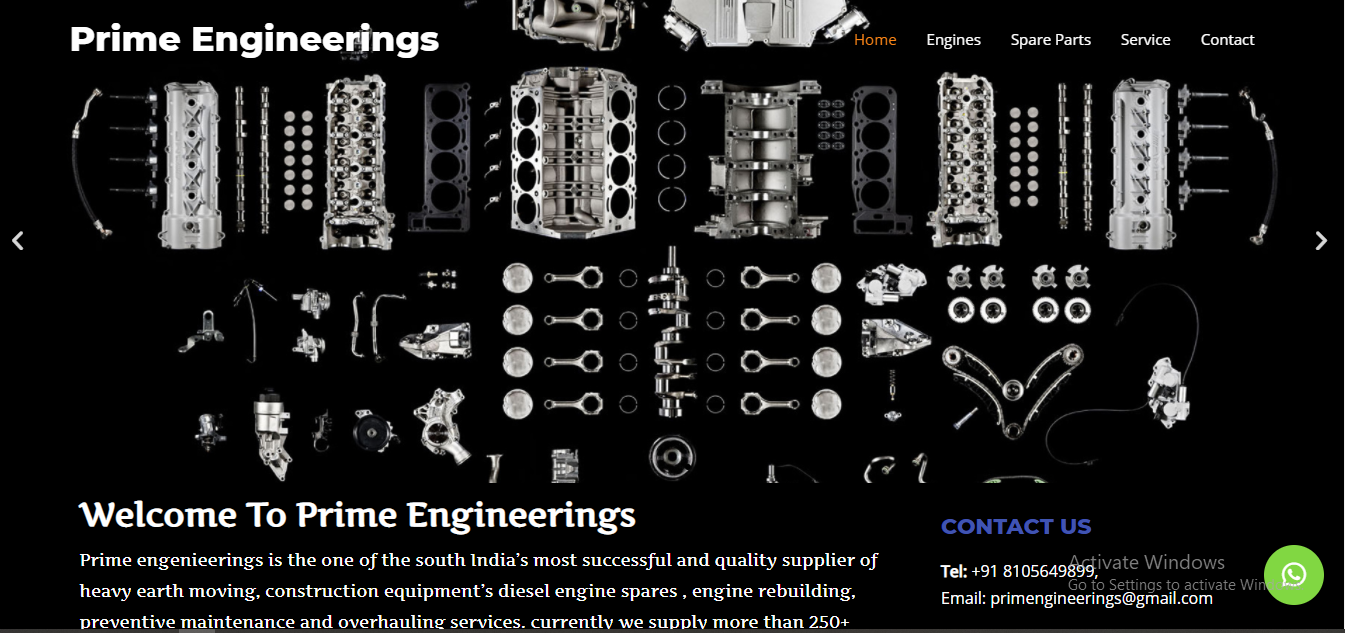 Prime Engineerings
Home Engines Spare Parts Service Contact
Welcome To Prime Engineerings
Prime engenieerings is the one of the south India’s most successful and quality supplier of
heavy earth moving, construction equipment’s diesel engine spares , engine rebuilding,
preventive maintenance and overhauling services. currently we supply more than 250+
CONTACT US
Tel: +91 8105649899,
Email: primengineerings@gmail.com
Activate Windows
Go to Settings to activate Win